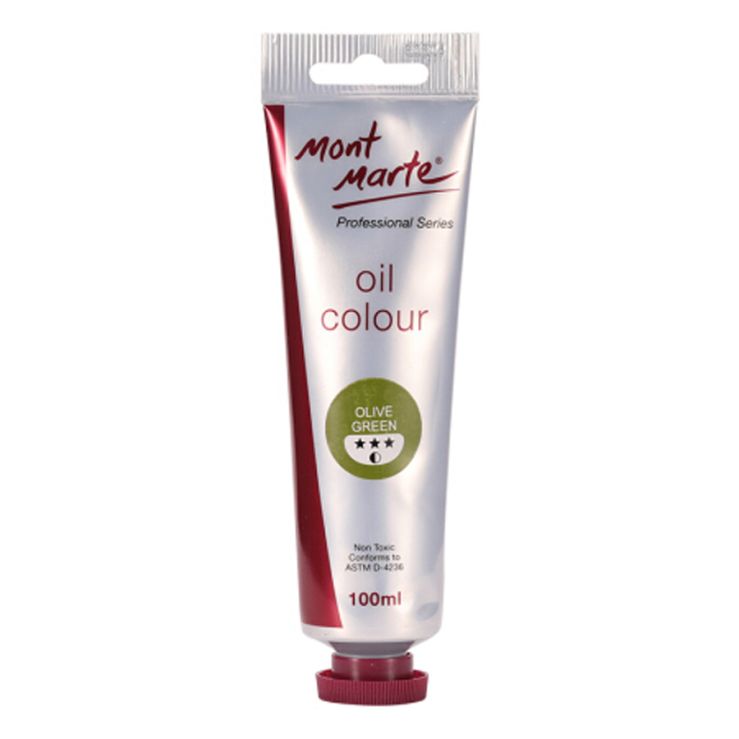 Mont
Marte®
Professional Series
oil
colour
OLIVE
GREEN
Non Toxic
Conforms to
ASTM D-4236
100ml